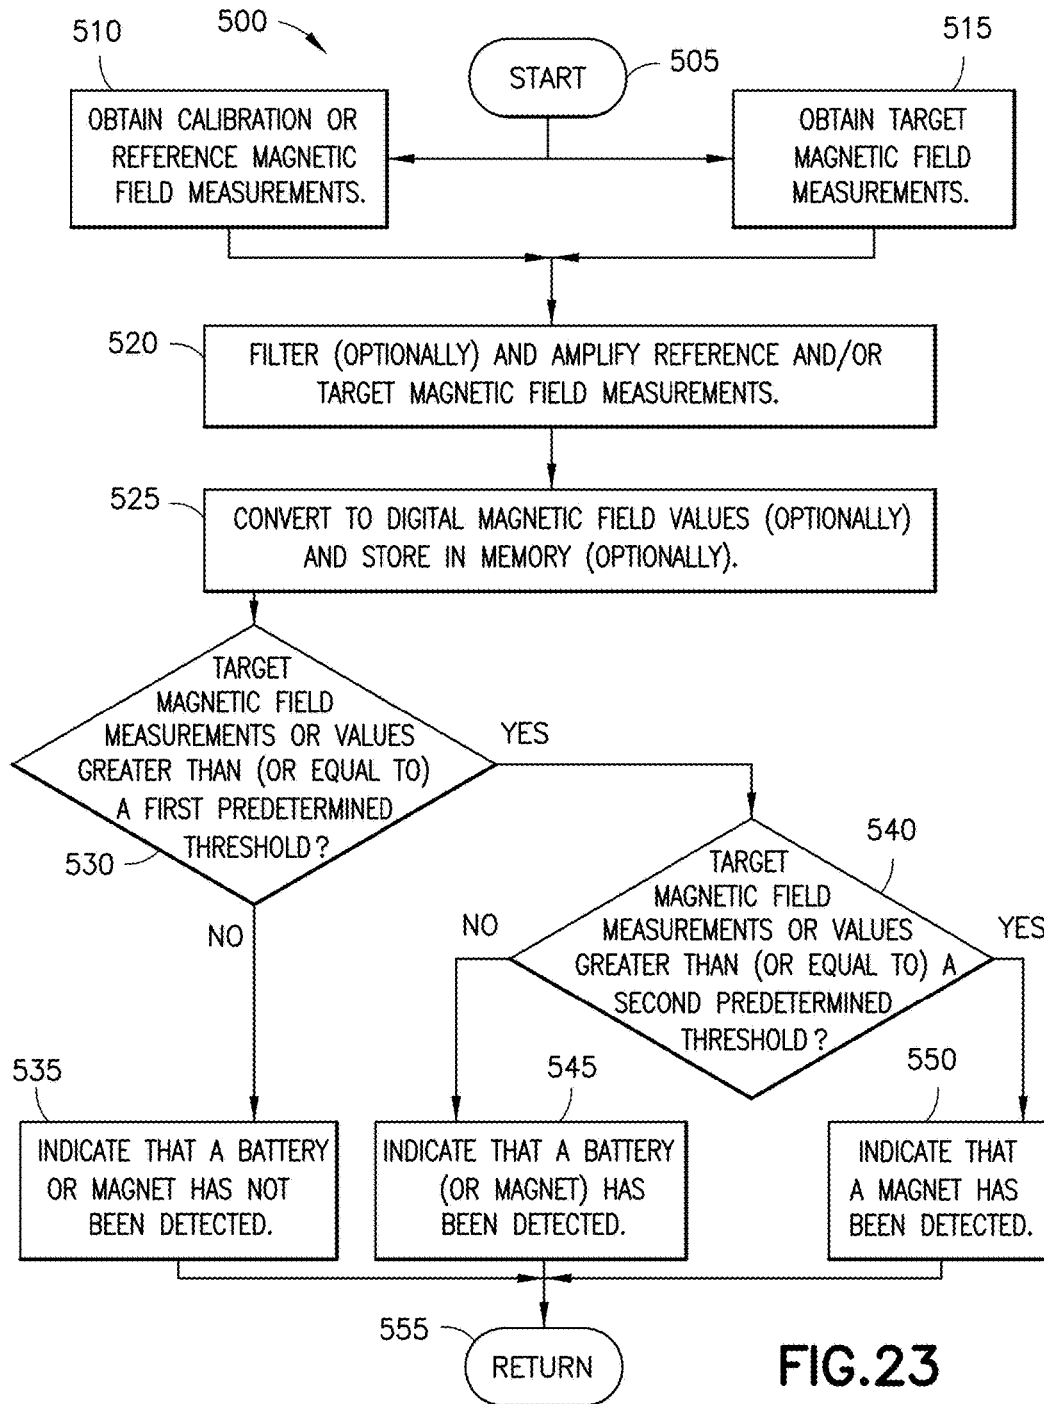 510
500
START
505
515
OBTAIN CALIBRATION OR
REFERENCE MAGNETIC
FIELD MEASUREMENTS.
OBTAIN TARGET
MAGNETIC FIELD
MEASUREMENTS.
520
FILTER (OPTIONALLY) AND AMPLIFY REFERENCE AND/OR
TARGET MAGNETIC FIELD MEASUREMENTS.
525
CONVERT TO DIGITAL MAGNETIC FIELD VALUES (OPTIONALLY)
AND STORE IN MEMORY (OPTIONALLY).
TARGET
MAGNETIC FIELD
MEASUREMENTS OR VALUES
GREATER THAN (OR EQUAL TO)
A FIRST PREDETERMINED
THRESHOLD?
530
YES
NO
540
TARGET
MAGNETIC FIELD
MEASUREMENTS OR VALUES
GREATER THAN (OR EQUAL TO) A
SECOND PREDETERMINED
THRESHOLD?
NO
YES
535
INDICATE THAT A BATTERY
OR MAGNET HAS NOT
BEEN DETECTED.
545
INDICATE THAT A BATTERY
(OR MAGNET) HAS
BEEN DETECTED.
550
INDICATE THAT
A MAGNET HAS
BEEN DETECTED.
555
RETURN
FIG.23